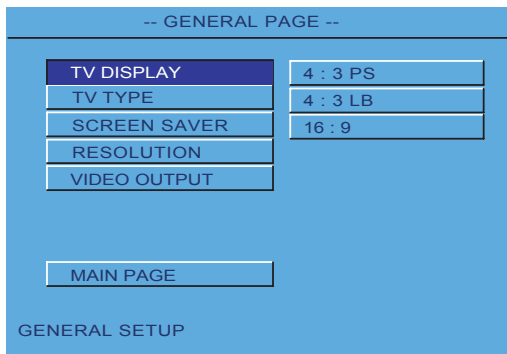 -- GENERAL PAGE --
TV DISPLAY
4 : 3 PS
TV TYPE
4 : 3 LB
SCREEN SAVER
16 : 9
RESOLUTION
VIDEO OUTPUT
MAIN PAGE
GENERAL SETUP